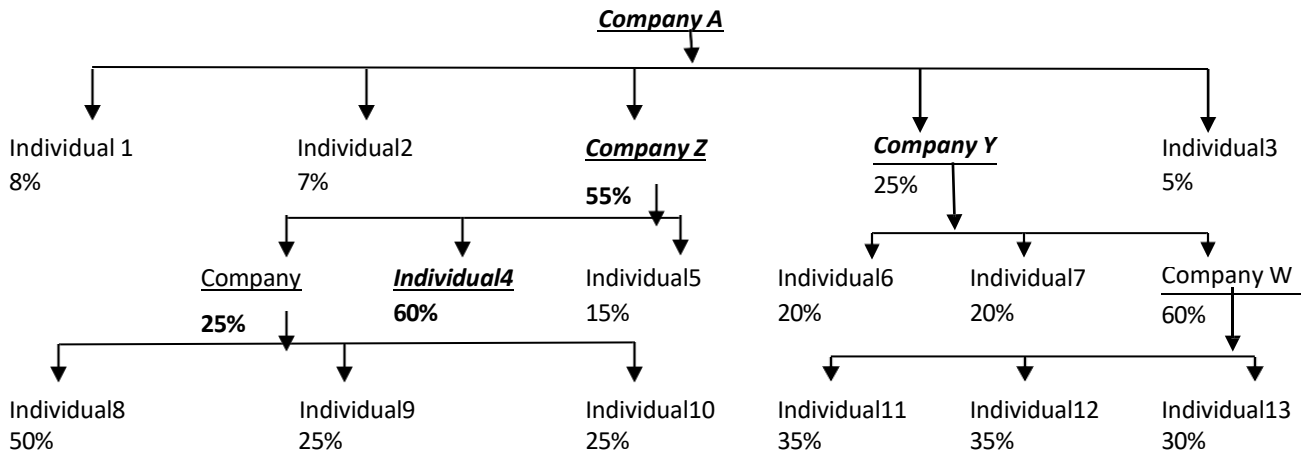 Company A
Individual 1 Individual2 Company Z Company Y Individual3
8% 7% 55% 25% 5%
Company Individual4 Individual5 Individual6 Individual7 Company W
25% 60% 15% 20% 20% 60%
Individual8 Individual9 Individual10 Individual11 Individual12 Individual13
50% 25% 25% 35% 35% 30%